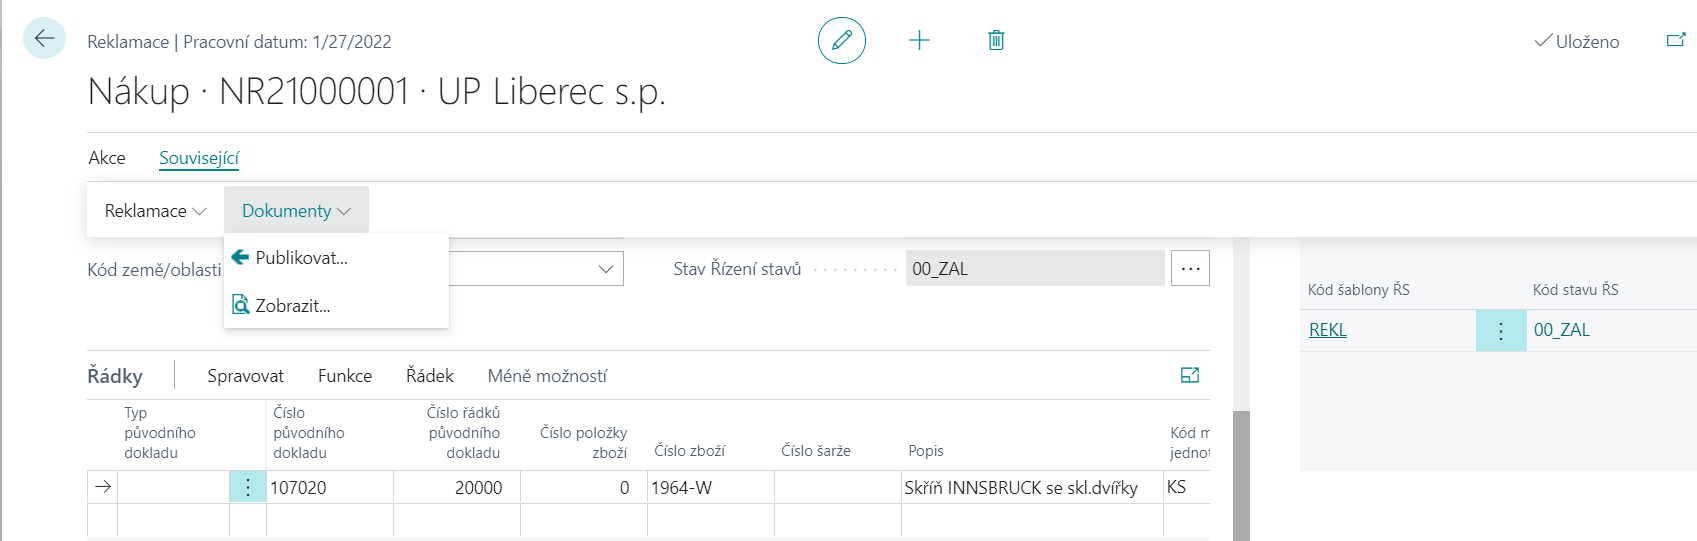 Reklamace | Pracovní datum: 1/27/2022
Uloženo
Nákup · NR21000001 · UP Liberec s.p.
Akce
Související
Reklamace
Dokumenty
Publikovat...
Zobrazit...
Kód země/oblasti
Stav Řízení stavů
00_ZAL
Kód šablony ŘS
Kód stavu ŘS
REKL
00_ZAL
Řádky
Spravovat
Funkce
Řádek
Méně možností
Typ
původního
dokladu
Číslo
původního
dokladu
Číslo řádků
původního
dokladu
Číslo položky
zboží
Číslo zboží
Číslo šarže
Popis
Kód m
jednot
107020
20000
0
1964-W
Skříň INNSBRUCK se skl.dvířky
KS